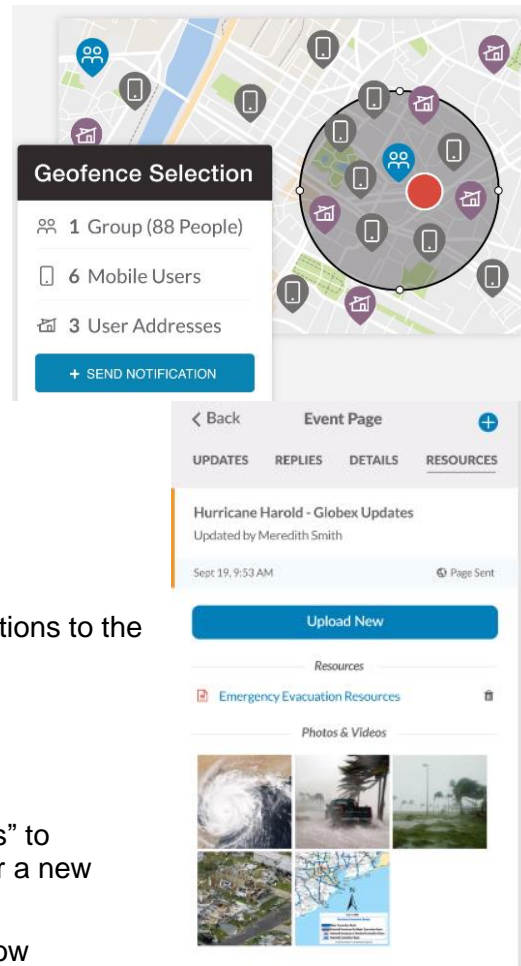 Geofence Selection
1 Group (88 People)
6 Mobile Users
3 User Addresses
+ SEND NOTIFICATION
Back Event Page
UPDATES REPLIES DETAILS RESOURCES
Hurricane Harold - Globex Updates
Updated by Meredith Smith
Sept 19, 9:53 AM Page Sent
Upload New
Resources
Emergency Evacuation Resources
Photos & Videos
tions to the
s” to
r a new
ow